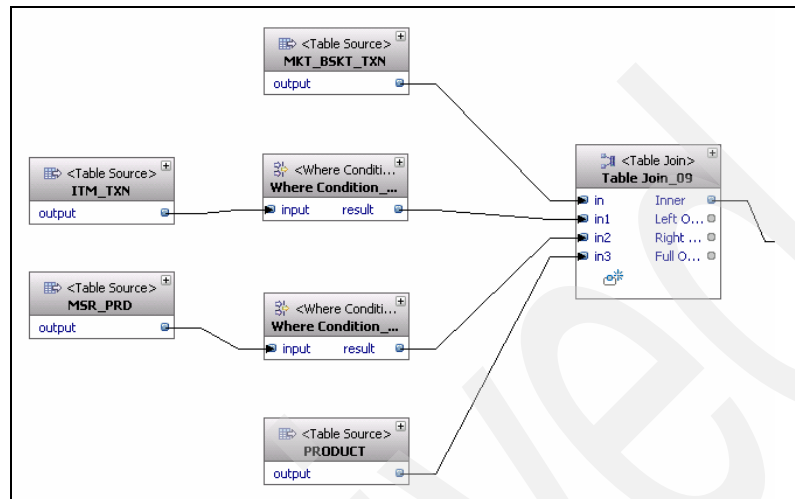 <Table Source>
MKT_BSKT_TXN
output
<Table Source>
ITM_TXN
output
<Where Conditi...
Where Condition_...
input result
<Table Join>
Table Join_09
in Inner
in1 Left O...
in2 Right ...
in3 Full O...
<Table Source>
MSR_PRD
output
<Where Conditi...
Where Condition_...
input result
<Table Source>
PRODUCT
output